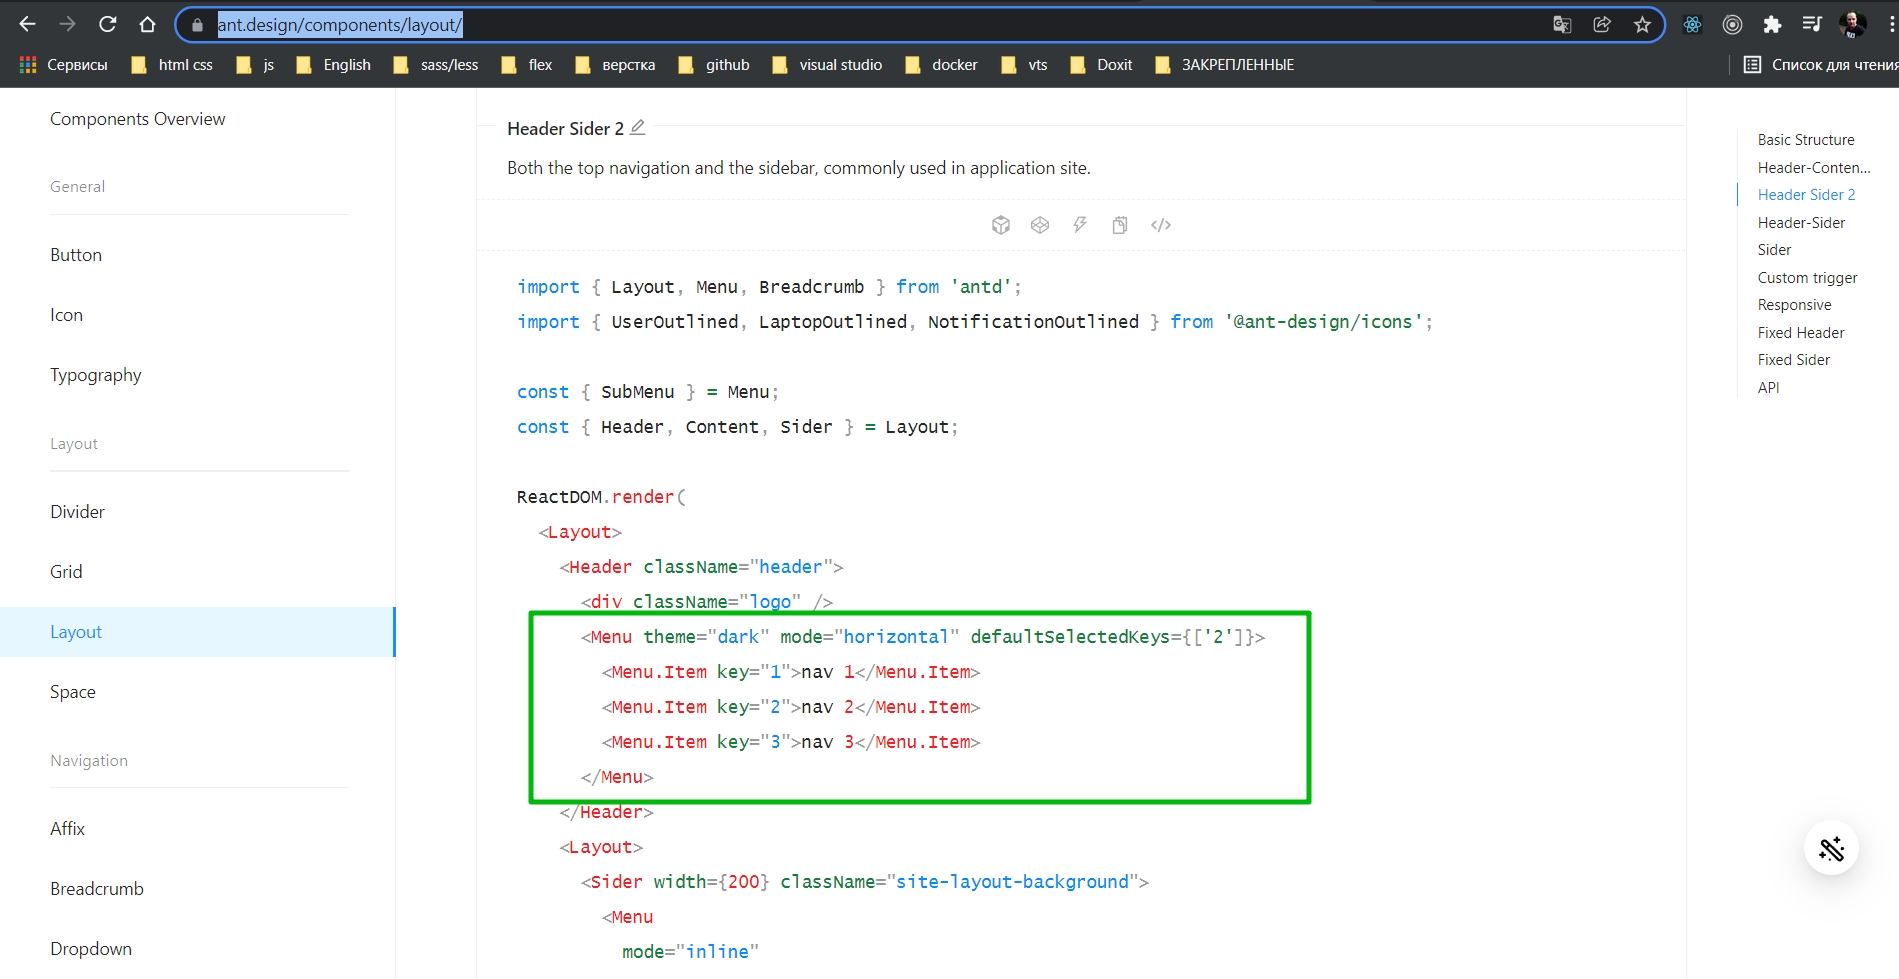 ant.design/components/layout/
Сервисы html css js English sass/less flex верстка github visual studio docker vts Doxit ЗАКРЕПЛЕННЫЕ Список для чтения
Components Overview
General
Button
Icon
Typography
Layout
Divider
Grid
Layout
Space
Navigation
Affix
Breadcrumb
Dropdown
Header Sider 2
Both the top navigation and the sidebar, commonly used in application site.
import { Layout, Menu, Breadcrumb } from 'antd';
import { UserOutlined, LaptopOutlined, NotificationOutlined } from '@ant-design/icons';
const { SubMenu } = Menu;
const { Header, Content, Sider } = Layout;
ReactDOM.render(
<Layout>
<Header className="header">
<div className="logo" />
<Menu theme="dark" mode="horizontal" defaultSelectedKeys={['2']}>
<Menu.Item key="1">nav 1</Menu.Item>
<Menu.Item key="2">nav 2</Menu.Item>
<Menu.Item key="3">nav 3</Menu.Item>
</Menu>
</Header>
<Layout>
<Sider width={200} className="site-layout-background">
<Menu
mode="inline"
Basic Structure
Header-Conten...
Header Sider 2
Header-Sider
Sider
Custom trigger
Responsive
Fixed Header
Fixed Sider
API